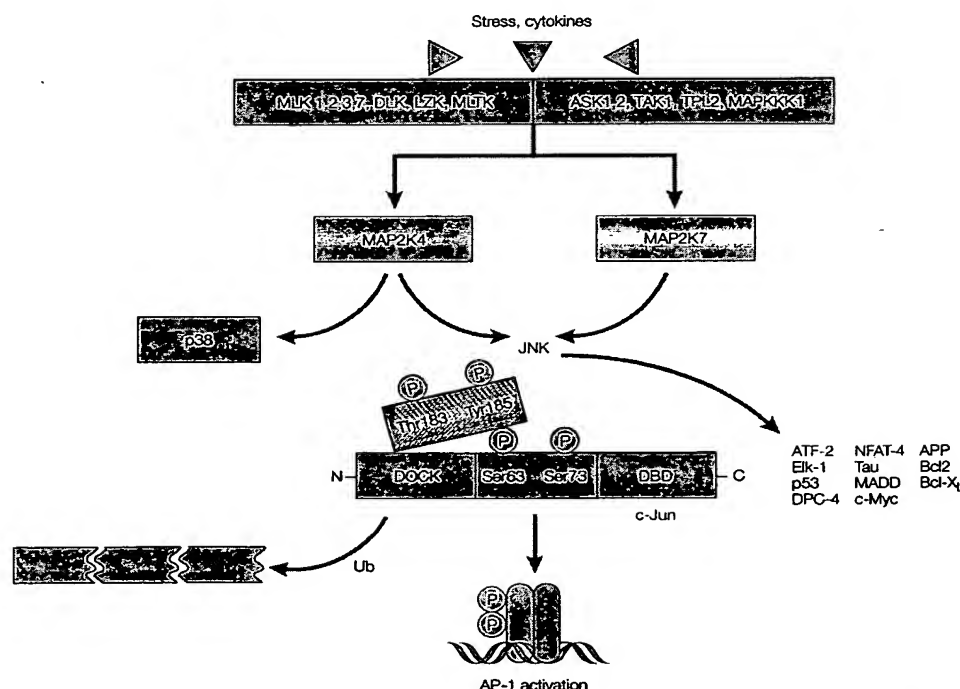 Stress, cytokines
MLK 1,2,3,7, DLK, LZK, MLTK
ASK1,2, TAK1, TPL2, MAPKKK1
MAP2K4
MAP2K7
p38
JNK
P
P
Thr183
Tyr185
P
P
N
DOCK
Ser63
Ser73
DBD
C
c-Jun
ATF-2 NFAT-4 APP
Elk-1 Tau Bcl2
p53 MADD Bcl-XL
DPC-4 c-Myc
Ub
P
P
AP-1 activation